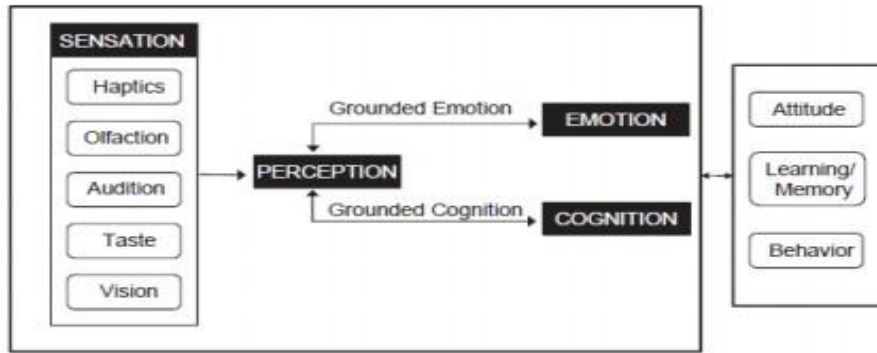 SENSATION
Haptics
Olfaction
Audition
Taste
Vision
PERCEPTION
Grounded Emotion
EMOTION
Grounded Cognition
COGNITION
Attitude
Learning/
Memory
Behavior